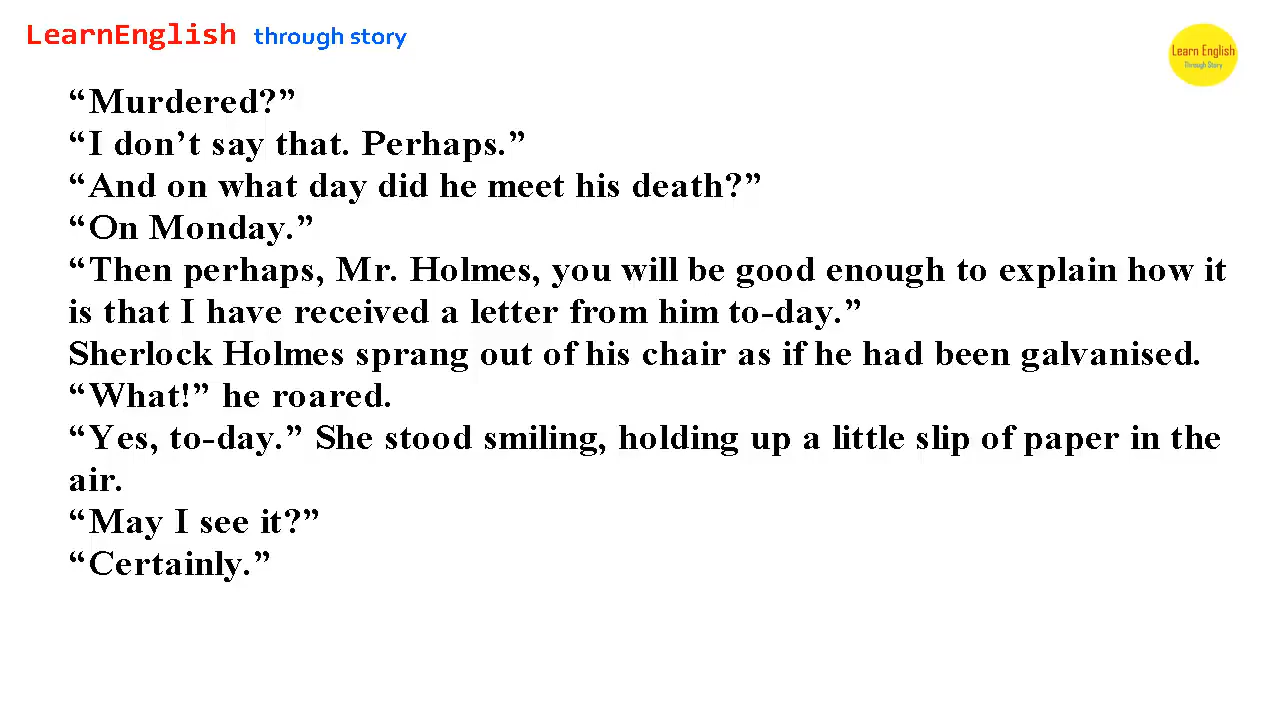 LearnEnglish through story
Learn English
Through Story
“Murdered?”
“I don’t say that. Perhaps.”
“And on what day did he meet his death?”
“On Monday.”
“Then perhaps, Mr. Holmes, you will be good enough to explain how it
is that I have received a letter from him to-day.”
Sherlock Holmes sprang out of his chair as if he had been galvanised.
“What!” he roared.
“Yes, to-day.” She stood smiling, holding up a little slip of paper in the
air.
“May I see it?”
“Certainly.”